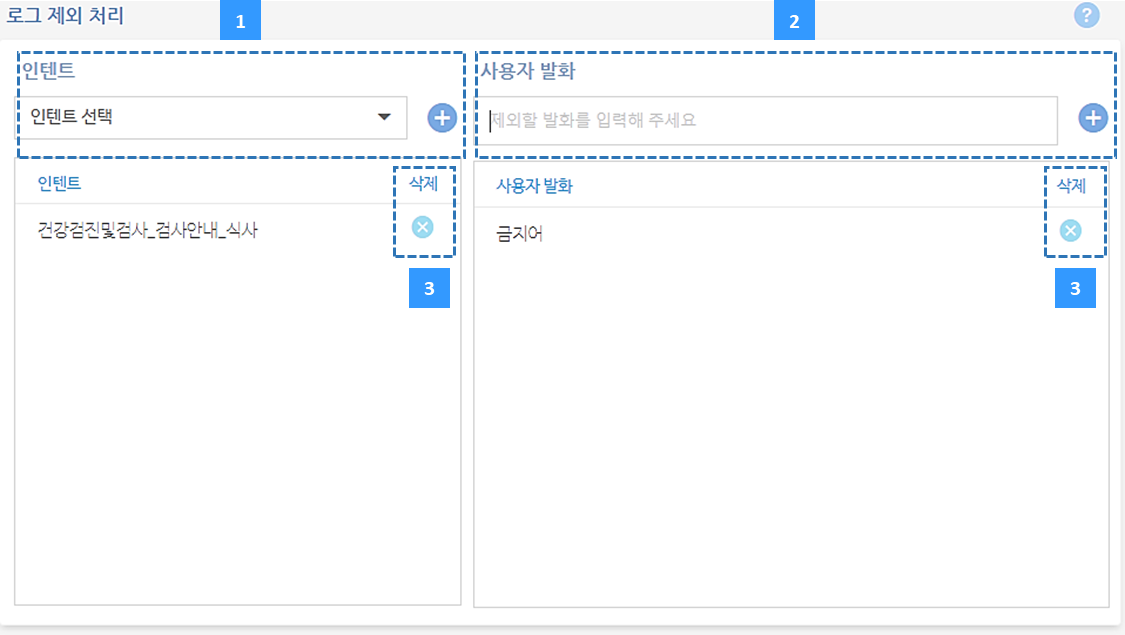 로그 제외 처리
1
2
?
인텐트
사용자 발화
인텐트 선택
제외할 발화를 입력해 주세요
인텐트
삭제
사용자 발화
삭제
건강검진및검사_검사안내_식사
금지어
3
3